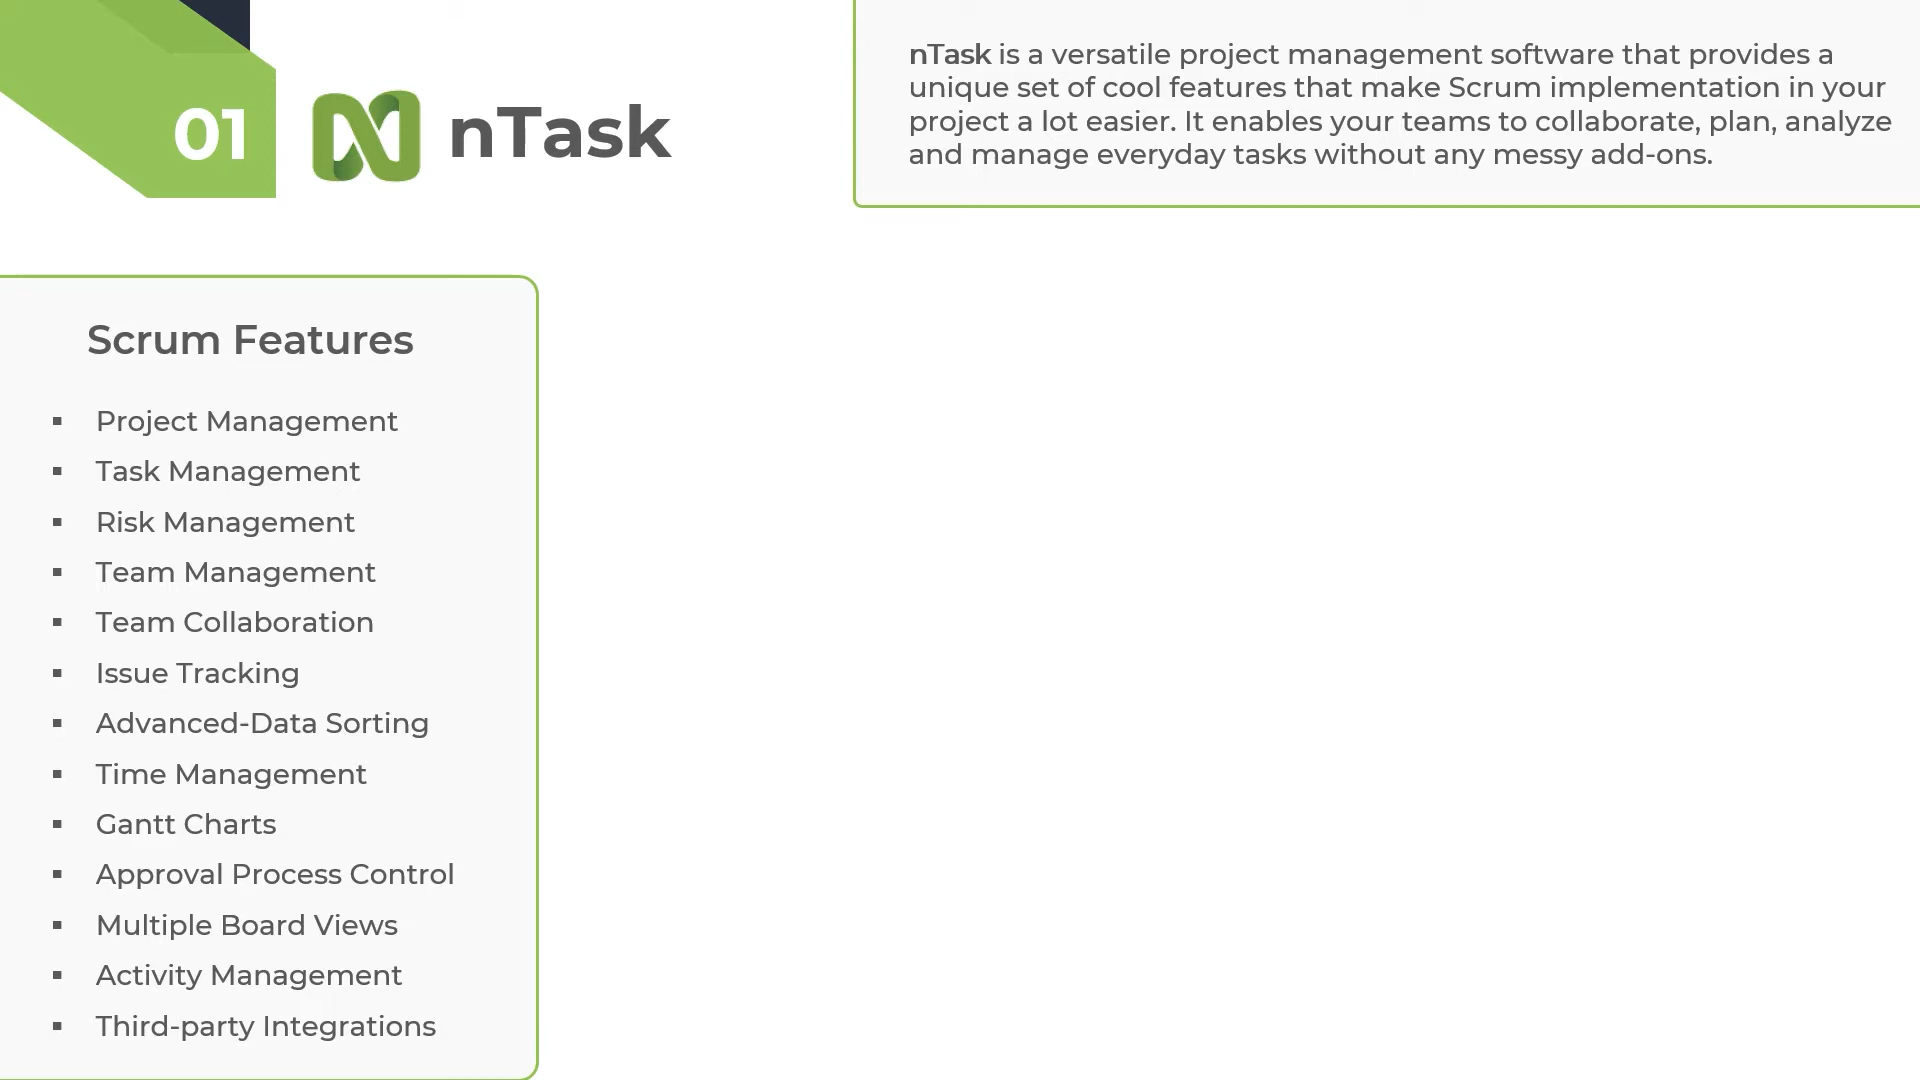 01
nTask
nTask is a versatile project management software that provides a
unique set of cool features that make Scrum implementation in your
project a lot easier. It enables your teams to collaborate, plan, analyze
and manage everyday tasks without any messy add-ons.
Scrum Features
▪ Project Management
▪ Task Management
▪ Risk Management
▪ Team Management
▪ Team Collaboration
▪ Issue Tracking
▪ Advanced-Data Sorting
▪ Time Management
▪ Gantt Charts
▪ Approval Process Control
▪ Multiple Board Views
▪ Activity Management
▪ Third-party Integrations